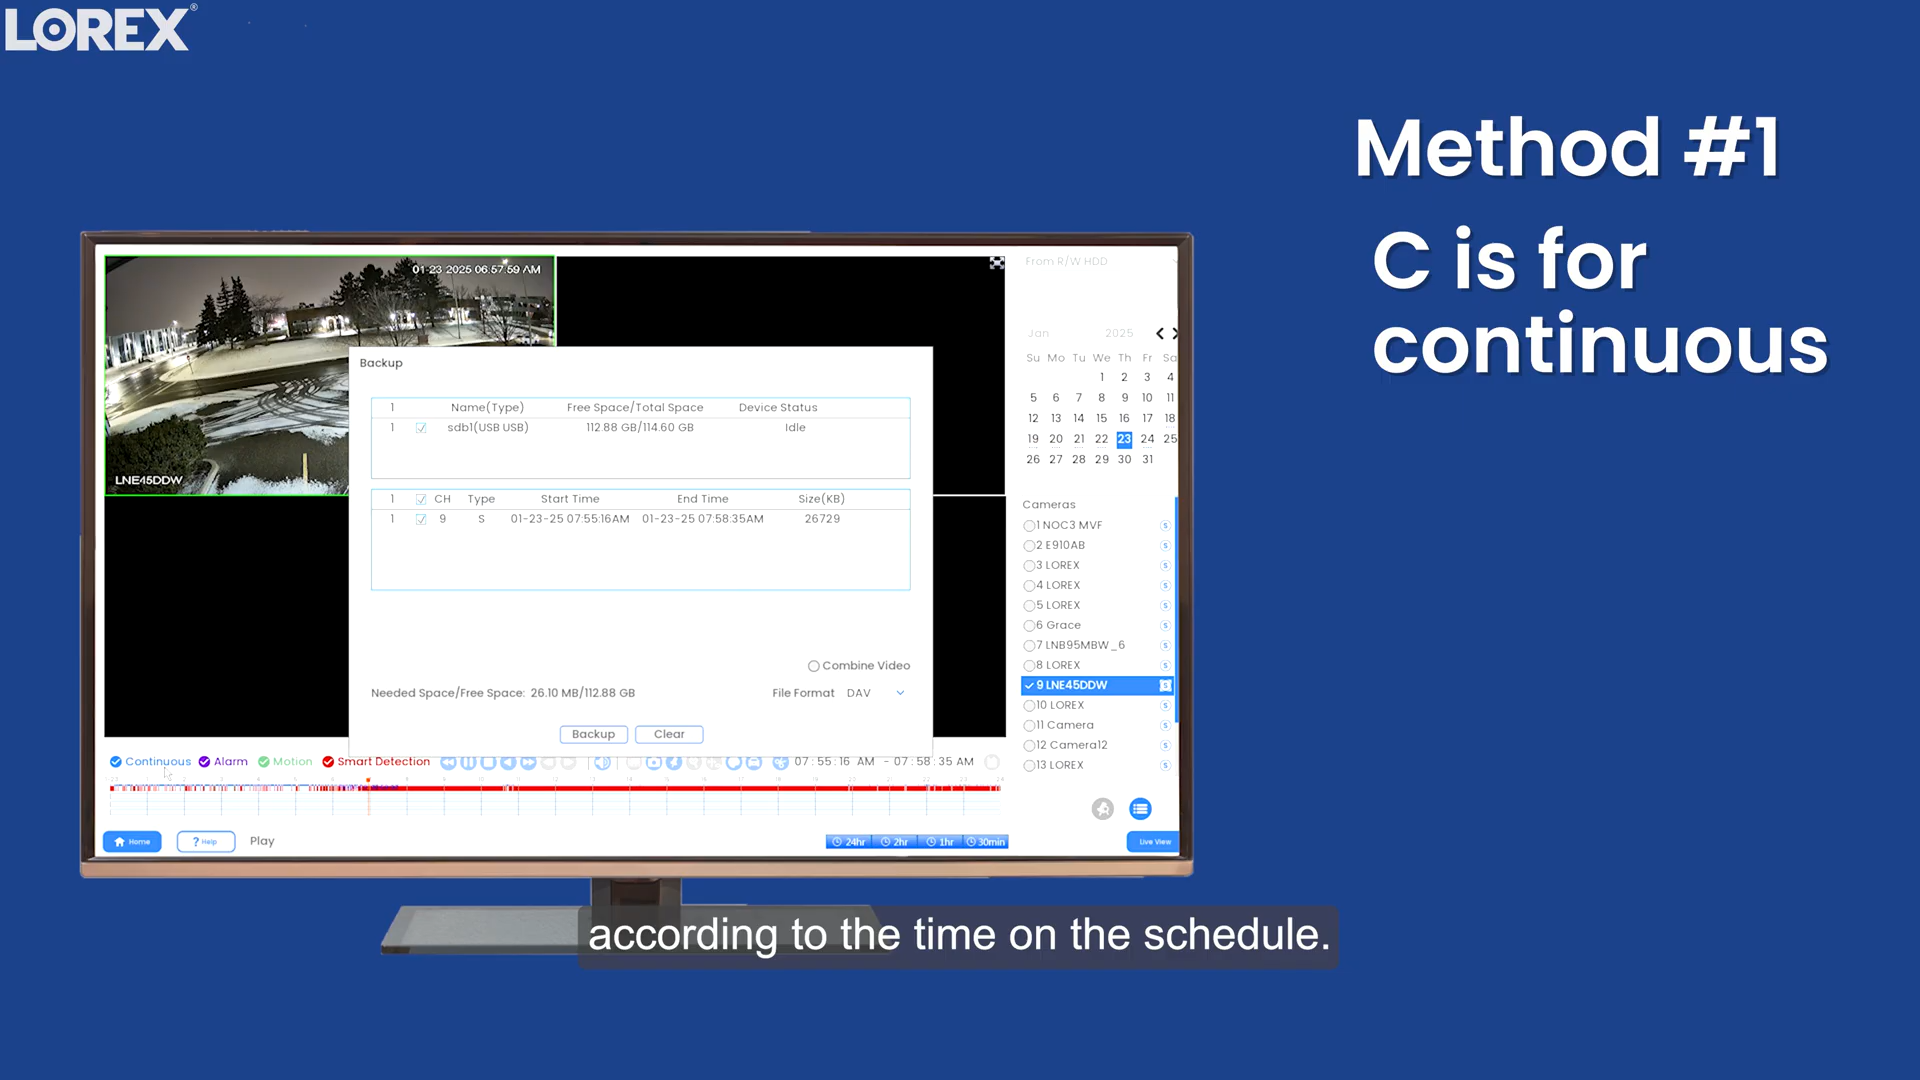 LOREX®
Method #1
C is for
continuous
01-23 2025 06:57:59 AM
LNE45DDW
Backup
1 Name(Type) Free Space/Total Space Device Status
1 sdb1(USB USB) 112.88 GB/114.60 GB Idle
1 CH Type Start Time End Time Size(KB)
1 9 S 01-23-25 07:55:16AM 01-23-25 07:58:35AM 26729
Combine Video
Needed Space/Free Space: 26.10 MB/112.88 GB File Format DAV
Backup Clear
From R/W HDD
Jan 2025
Su Mo Tu We Th Fr Sa
1 2 3 4
5 6 7 8 9 10 11
12 13 14 15 16 17 18
19 20 21 22 23 24 25
26 27 28 29 30 31
Cameras
1 NOC3 MVF S
2 E910AB S
3 LOREX S
4 LOREX S
5 LOREX S
6 Grace S
7 LNB95MBW_6 S
8 LOREX S
9 LNE45DDW
10 LOREX S
11 Camera S
12 Camera12 S
13 LOREX S
Continuous Alarm Motion Smart Detection 07:55:16 AM - 07:58:35 AM
Home ? Help Play 24hr 2hr 1hr 30min Live View
according to the time on the schedule.